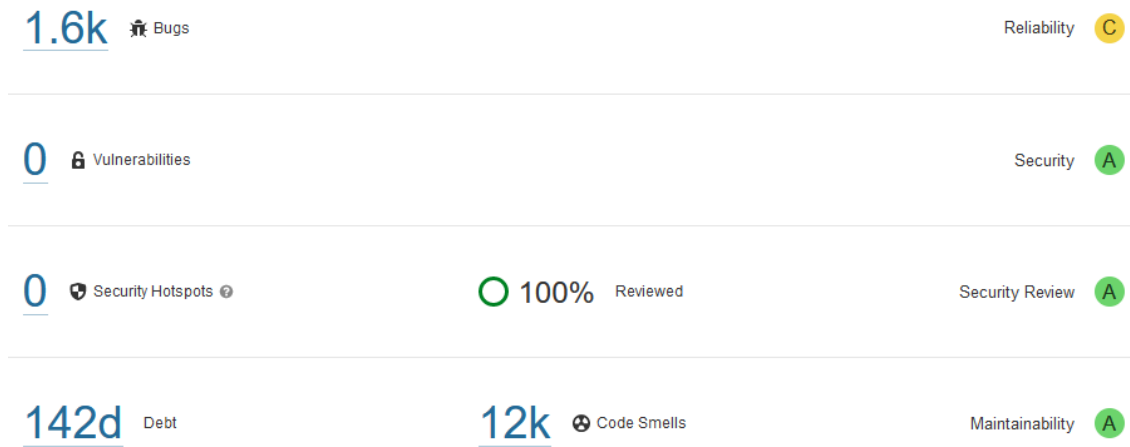 1.6k Bugs Reliability C
0 Vulnerabilities Security A
0 Security Hotspots ? 100% Reviewed Security Review A
142d Debt 12k Code Smells Maintainability A